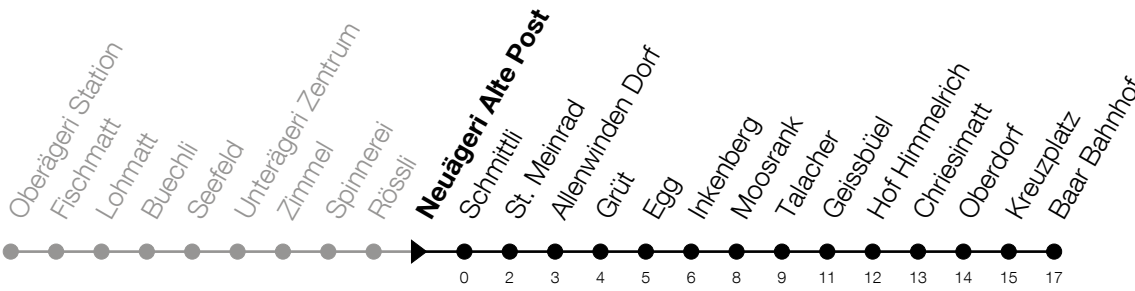 Oberägeri Station
Fischmatt
Lohmatt
Buechli
Seefeld
Unterägeri Zentrum
Zimmel
Spinnerei
Rössli
Neuägeri Alte Post
Schmittli
St. Meinrad
Allenwinden Dorf
Grüt
Egg
Inkenberg
Moosrank
Talacher
Geissbüel
Hof Himmelrich
Chriesimatt
Oberdorf
Kreuzplatz
Baar Bahnhof
0 2 3 4 5 6 8 9 11 12 13 14 15 17